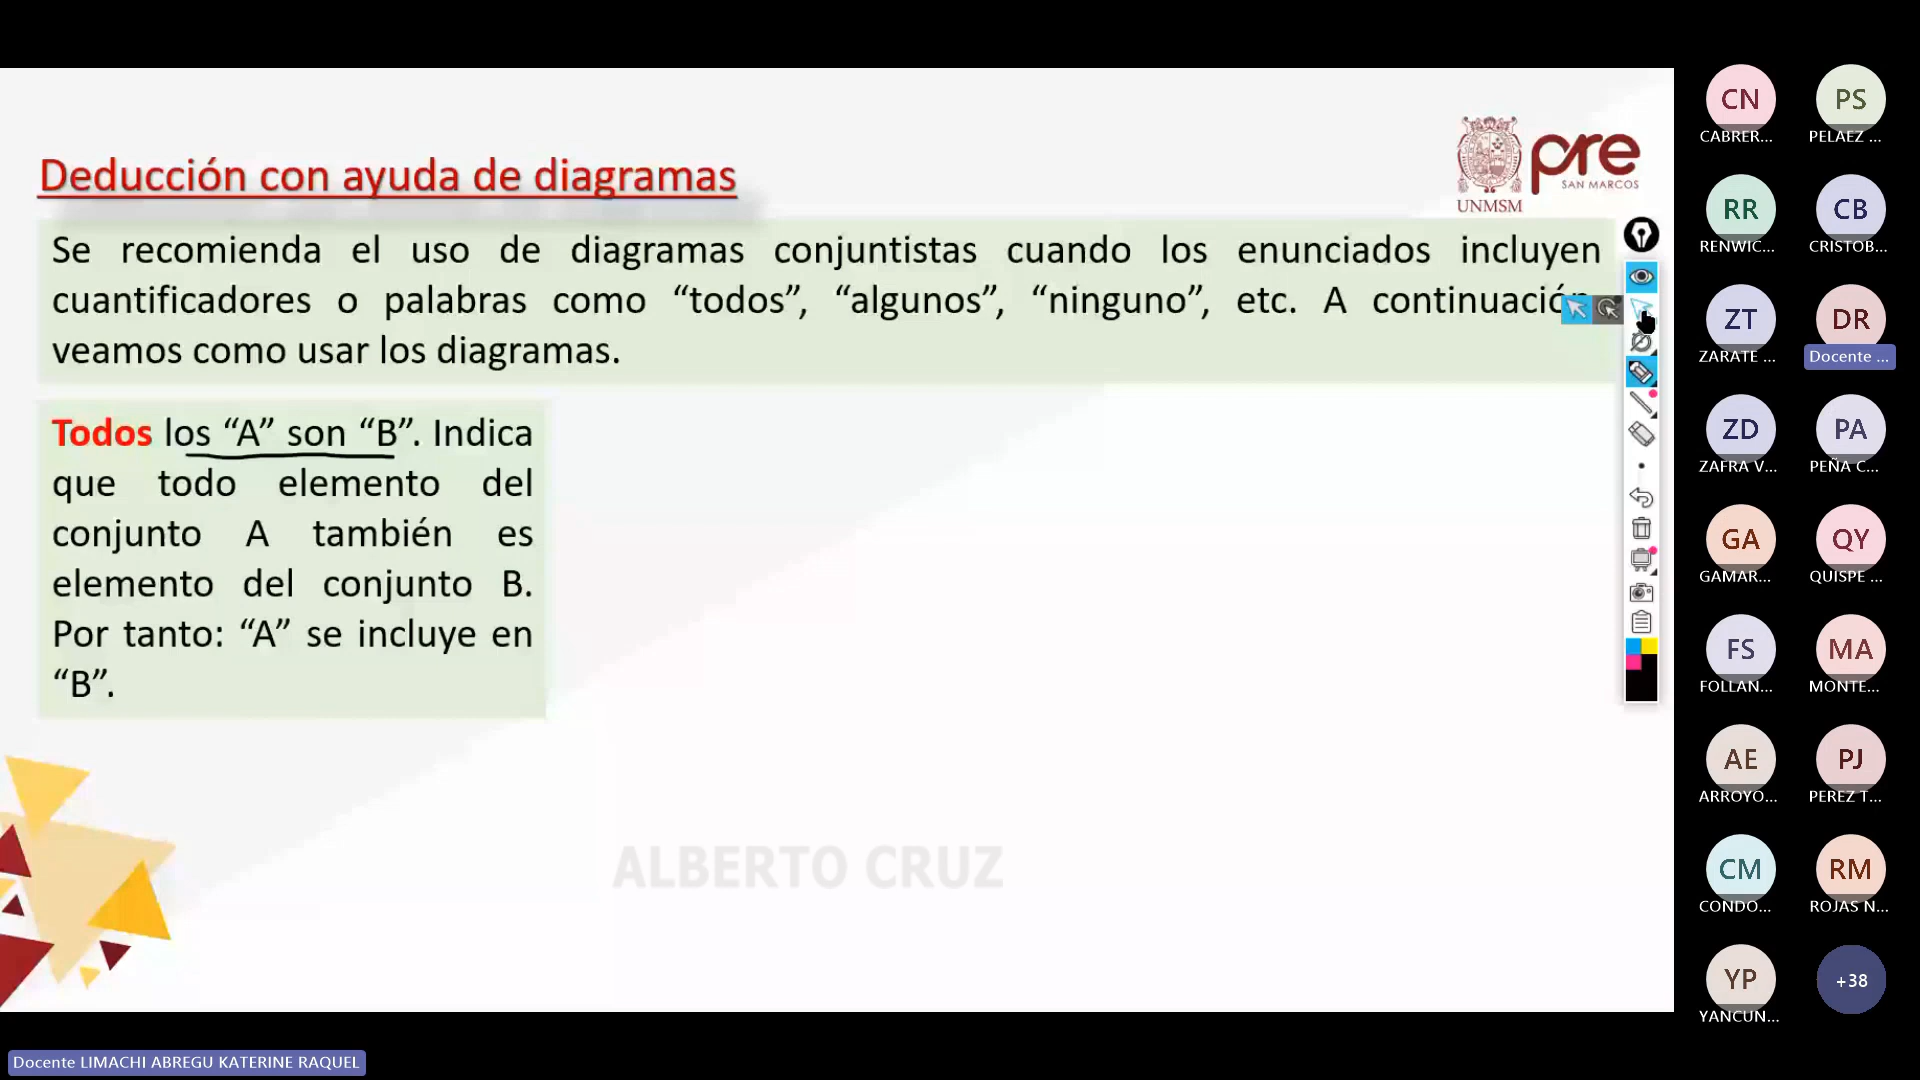 Deducción con ayuda de diagramas
UNMSM
pre
SAN MARCOS
Se recomienda el uso de diagramas conjuntistas cuando los enunciados incluyen
cuantificadores o palabras como “todos”, “algunos”, “ninguno”, etc. A continuación
veamos como usar los diagramas.
Todos los “A” son “B”. Indica
que todo elemento del
conjunto A también es
elemento del conjunto B.
Por tanto: “A” se incluye en
“B”.
ALBERTO CRUZ
Docente LIMACHI ABREGU KATERINE RAQUEL
CN PS
CABRER... PELAEZ ...
RR CB
RENWIC... CRISTOB...
ZT DR
ZARATE ... Docente ...
ZD PA
ZAFRA V... PEÑA C...
GA QY
GAMAR... QUISPE ...
FS MA
FOLLAN... MONTE...
AE PJ
ARROYO... PEREZ T...
CM RM
CONDO... ROJAS N...
YP +38
YANCUN...